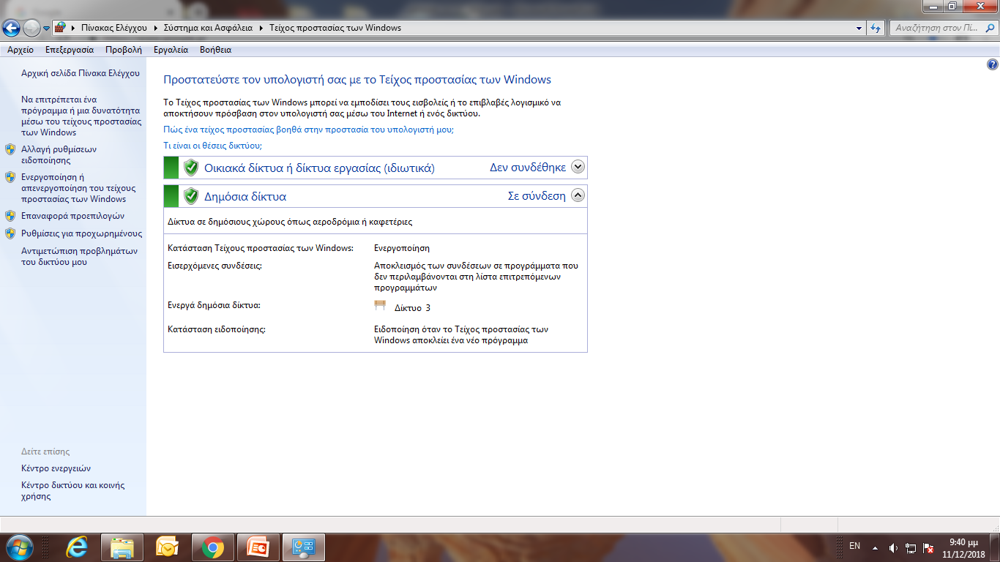 Πίνακας Ελέγχου Σύστημα και Ασφάλεια Τείχος προστασίας των Windows
Αναζήτηση στον Πί...
Αρχείο Επεξεργασία Προβολή Εργαλεία Βοήθεια
Αρχική σελίδα Πίνακα Ελέγχου
Να επιτρέπεται ένα
πρόγραμμα ή μια δυνατότητα
μέσω του τείχους προστασίας
των Windows
Αλλαγή ρυθμίσεων
ειδοποίησης
Ενεργοποίηση ή
απενεργοποίηση του τείχους
προστασίας των Windows
Επαναφορά προεπιλογών
Ρυθμίσεις για προχωρημένους
Αντιμετώπιση προβλημάτων
του δικτύου μου
Δείτε επίσης
Κέντρο ενεργειών
Κέντρο δικτύου και κοινής
χρήσης
Προστατεύστε τον υπολογιστή σας με το Τείχος προστασίας των Windows
Το Τείχος προστασίας των Windows μπορεί να εμποδίσει τους εισβολείς ή το επιβλαβές λογισμικό να
αποκτήσουν πρόσβαση στον υπολογιστή σας μέσω του Internet ή ενός δικτύου.
Πώς ένα τείχος προστασίας βοηθά στην προστασία του υπολογιστή μου;
Τι είναι οι θέσεις δικτύου;
Οικιακά δίκτυα ή δίκτυα εργασίας (ιδιωτικά) Δεν συνδέθηκε
Δημόσια δίκτυα Σε σύνδεση
Δίκτυα σε δημόσιους χώρους όπως αεροδρόμια ή καφετέριες
Κατάσταση Τείχους προστασίας των Windows: Ενεργοποίηση
Εισερχόμενες συνδέσεις: Αποκλεισμός των συνδέσεων σε προγράμματα που
δεν περιλαμβάνονται στη λίστα επιτρεπόμενων
προγραμμάτων
Ενεργά δημόσια δίκτυα: Δίκτυο 3
Κατάσταση ειδοποίησης: Ειδοποίηση όταν το Τείχος προστασίας των
Windows αποκλείει ένα νέο πρόγραμμα
EN
9:40 μμ
11/12/2018